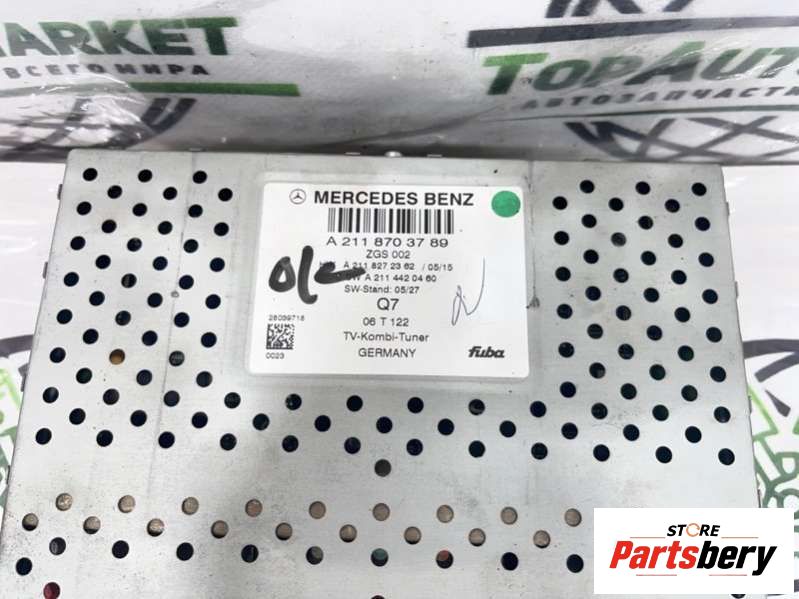 MARKET
ВСЕГО МИРА
TOPAUTO
АВТОЗАПЧАСТИ
MERCEDES BENZ
A 211 870 37 89
ZGS 002
A 211 827 23 62 / 05/15
A 211 442 04 60
SW-Stand: 05/27
Q7
06 T 122
28039718
0023
TV-Kombi-Tuner
GERMANY
fuba
STORE
Partsbery